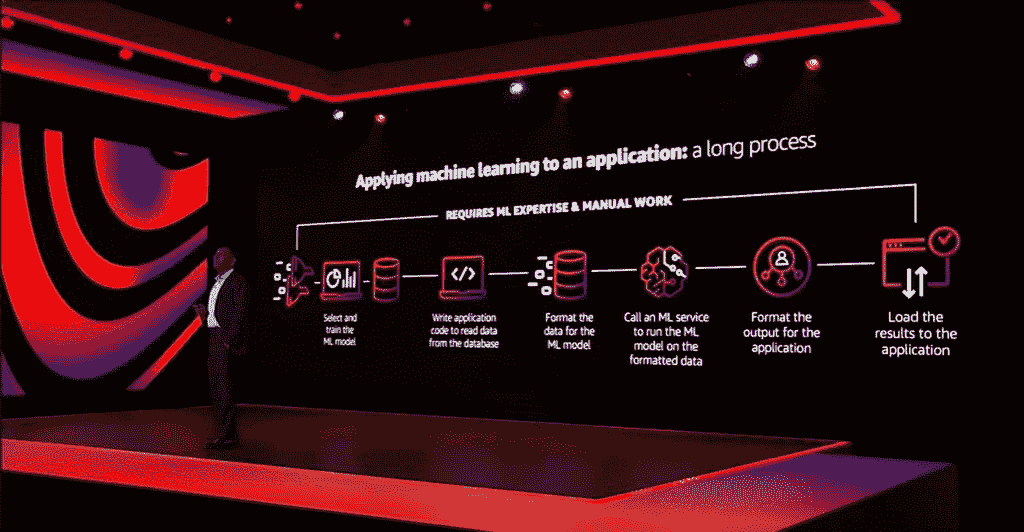 Applying machine learning to an application: a long process
REQUIRES ML EXPERTISE & MANUAL WORK
Select and
train the
ML model
Write application
code to read data
from the database
Format the
data for the
ML model
Call an ML service
to run the ML
model on the
formatted data
Format the
output for the
application
Load the
results to the
application